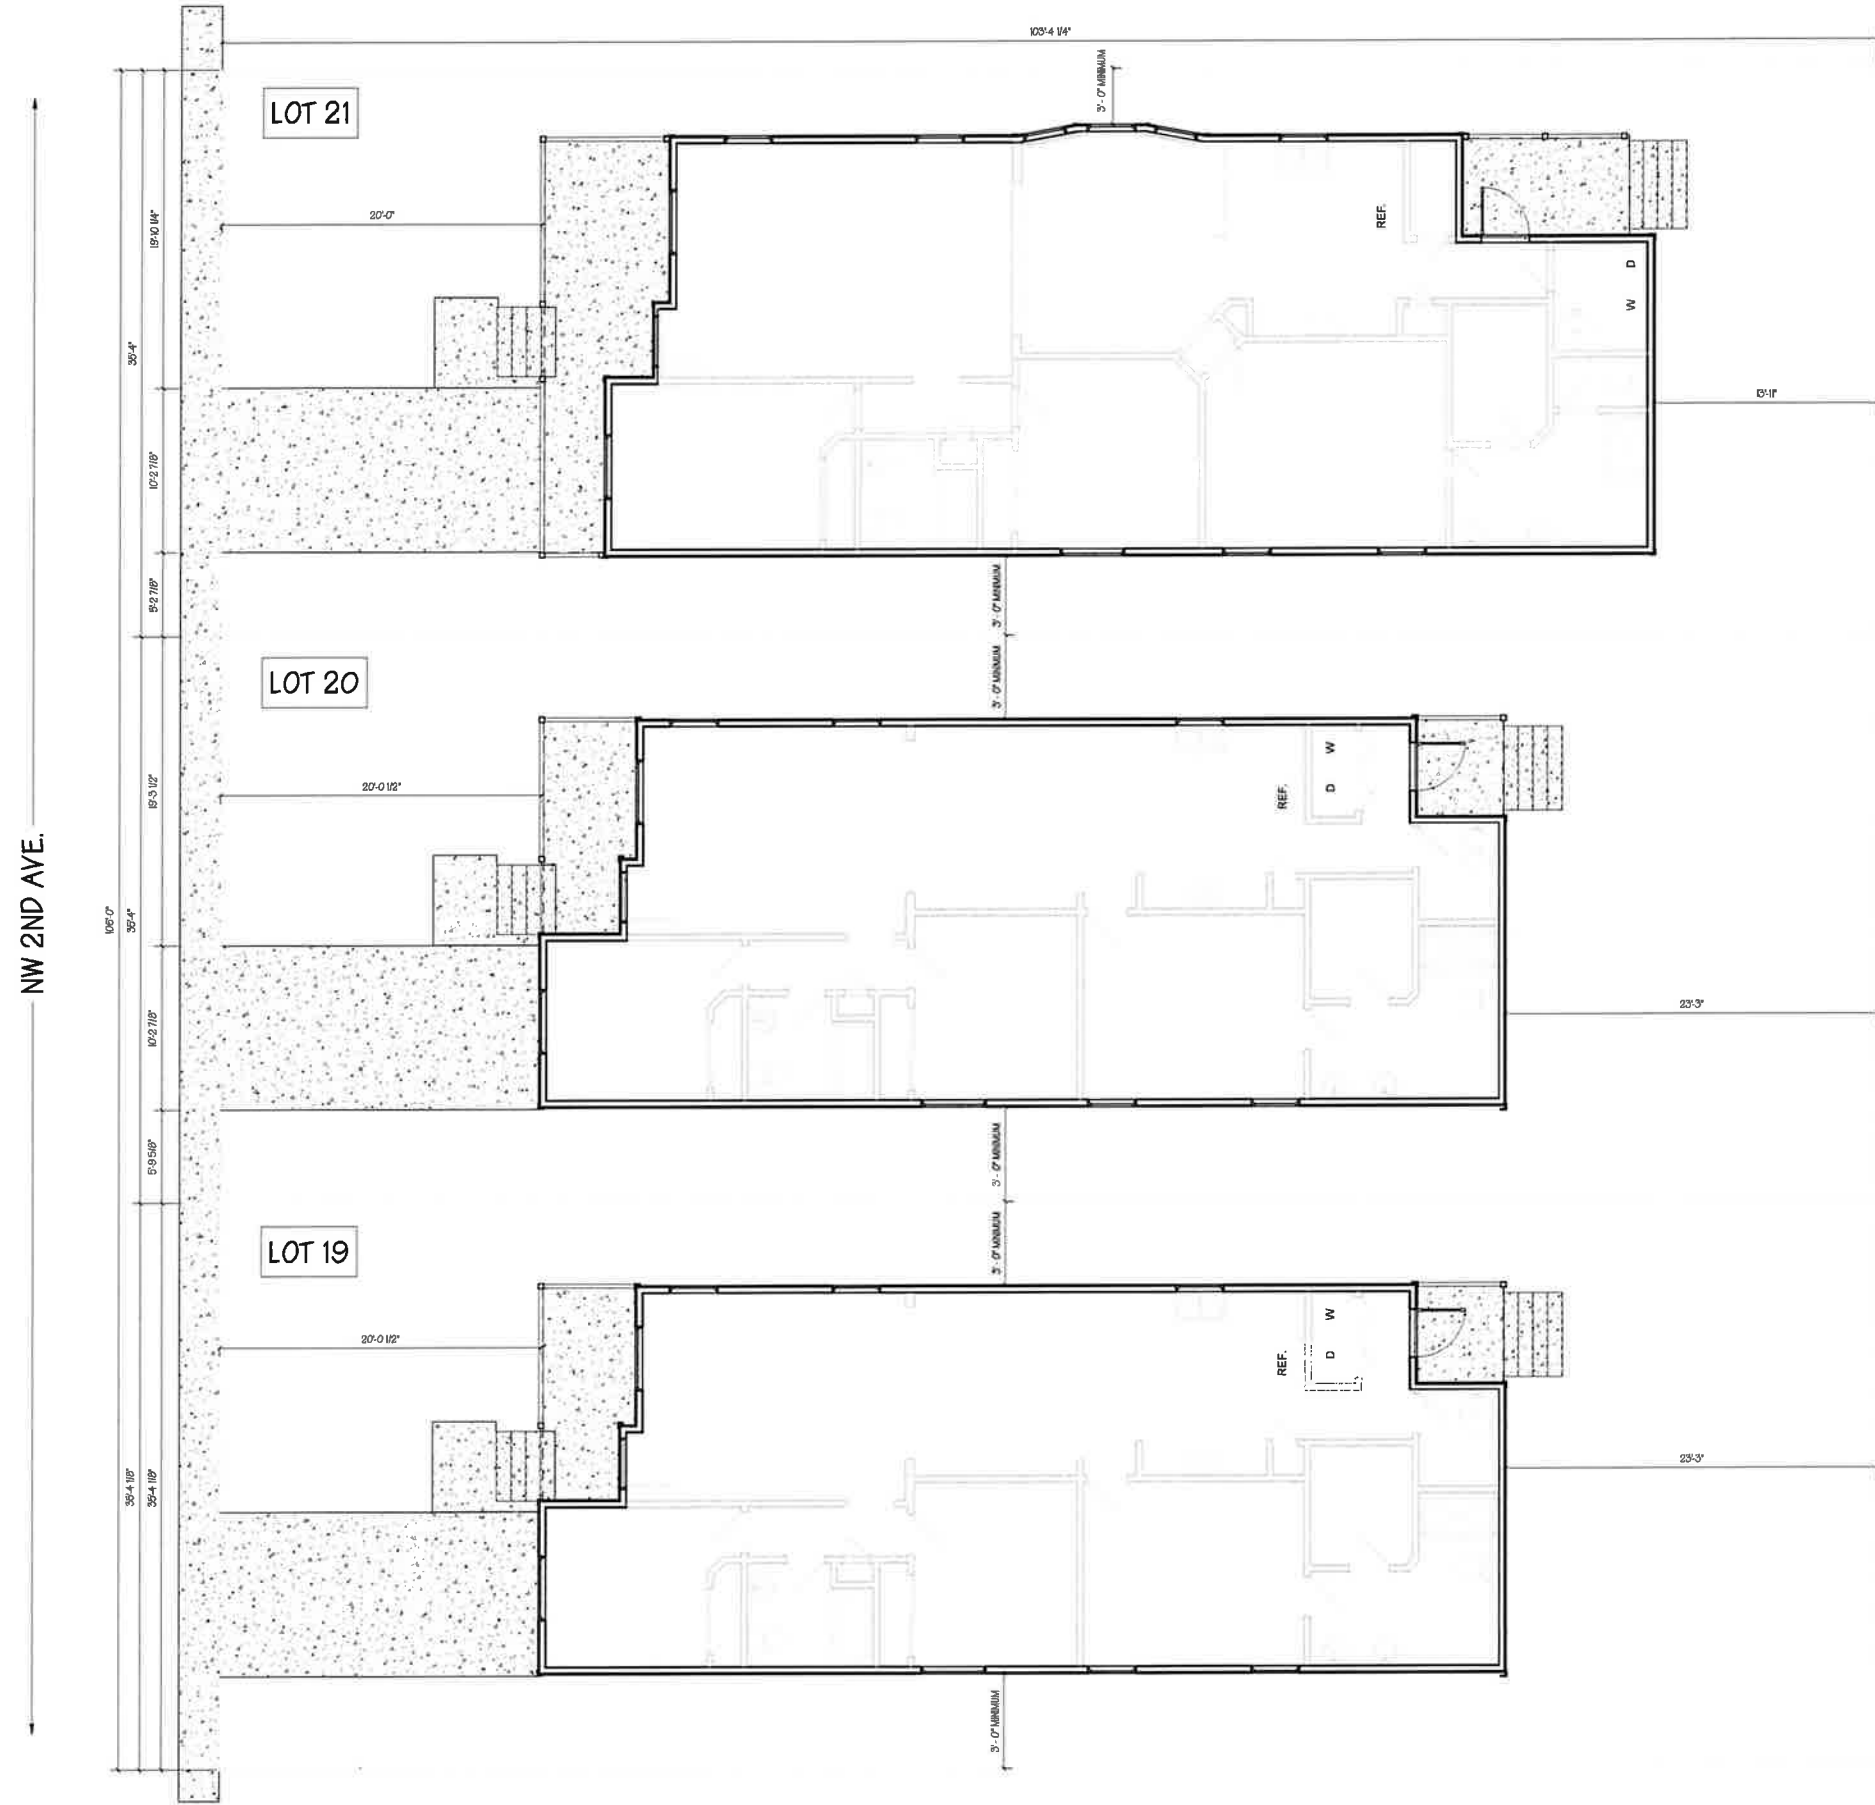 103'-4 1/4"
3'-0" MINIMUM
LOT 21
20'-0"
19'-10 1/4"
REF.
D
W
35'-4"
13'-11"
10'-2 7/8"
5'-2 7/8"
3'-0" MINIMUM
3'-0" MINIMUM
LOT 20
19'-3 1/2"
20'-0 1/2"
REF.
W
D
NW 2ND AVE.
106'-0"
35'-4"
23'-3"
10'-2 7/8"
5'-9 5/8"
3'-0" MINIMUM
3'-0" MINIMUM
LOT 19
20'-0 1/2"
REF.
W
D
23'-3"
35'-4 1/8"
35'-4 1/8"
3'-0" MINIMUM